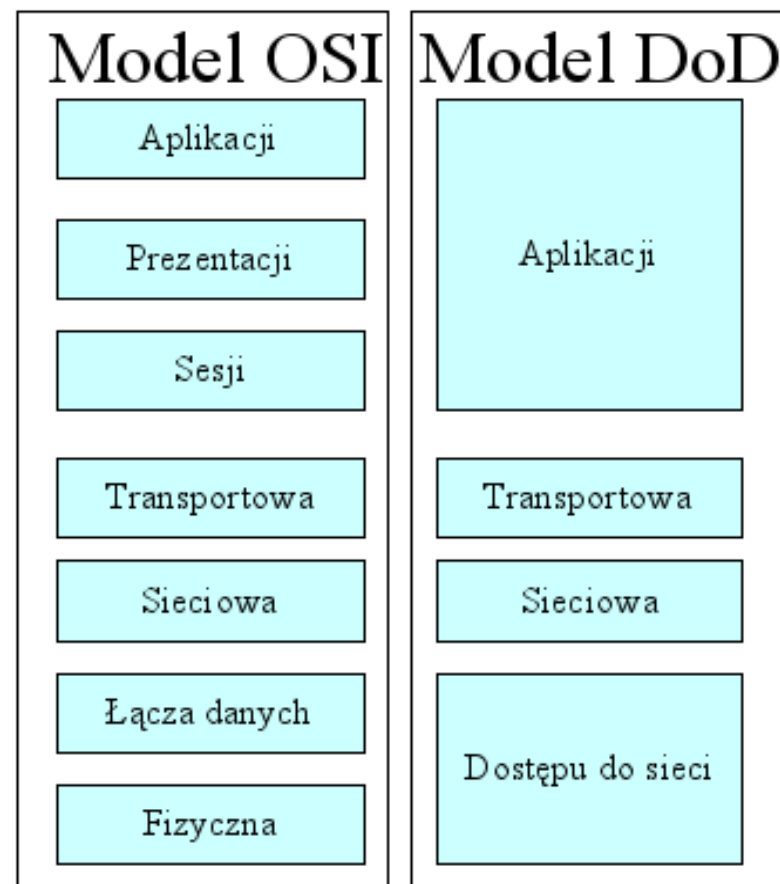 Model OSI
Aplikacji
Prezentacji
Sesji
Transportowa
Sieciowa
Łącza danych
Fizyczna
Model DoD
Aplikacji
Transportowa
Sieciowa
Dostępu do sieci